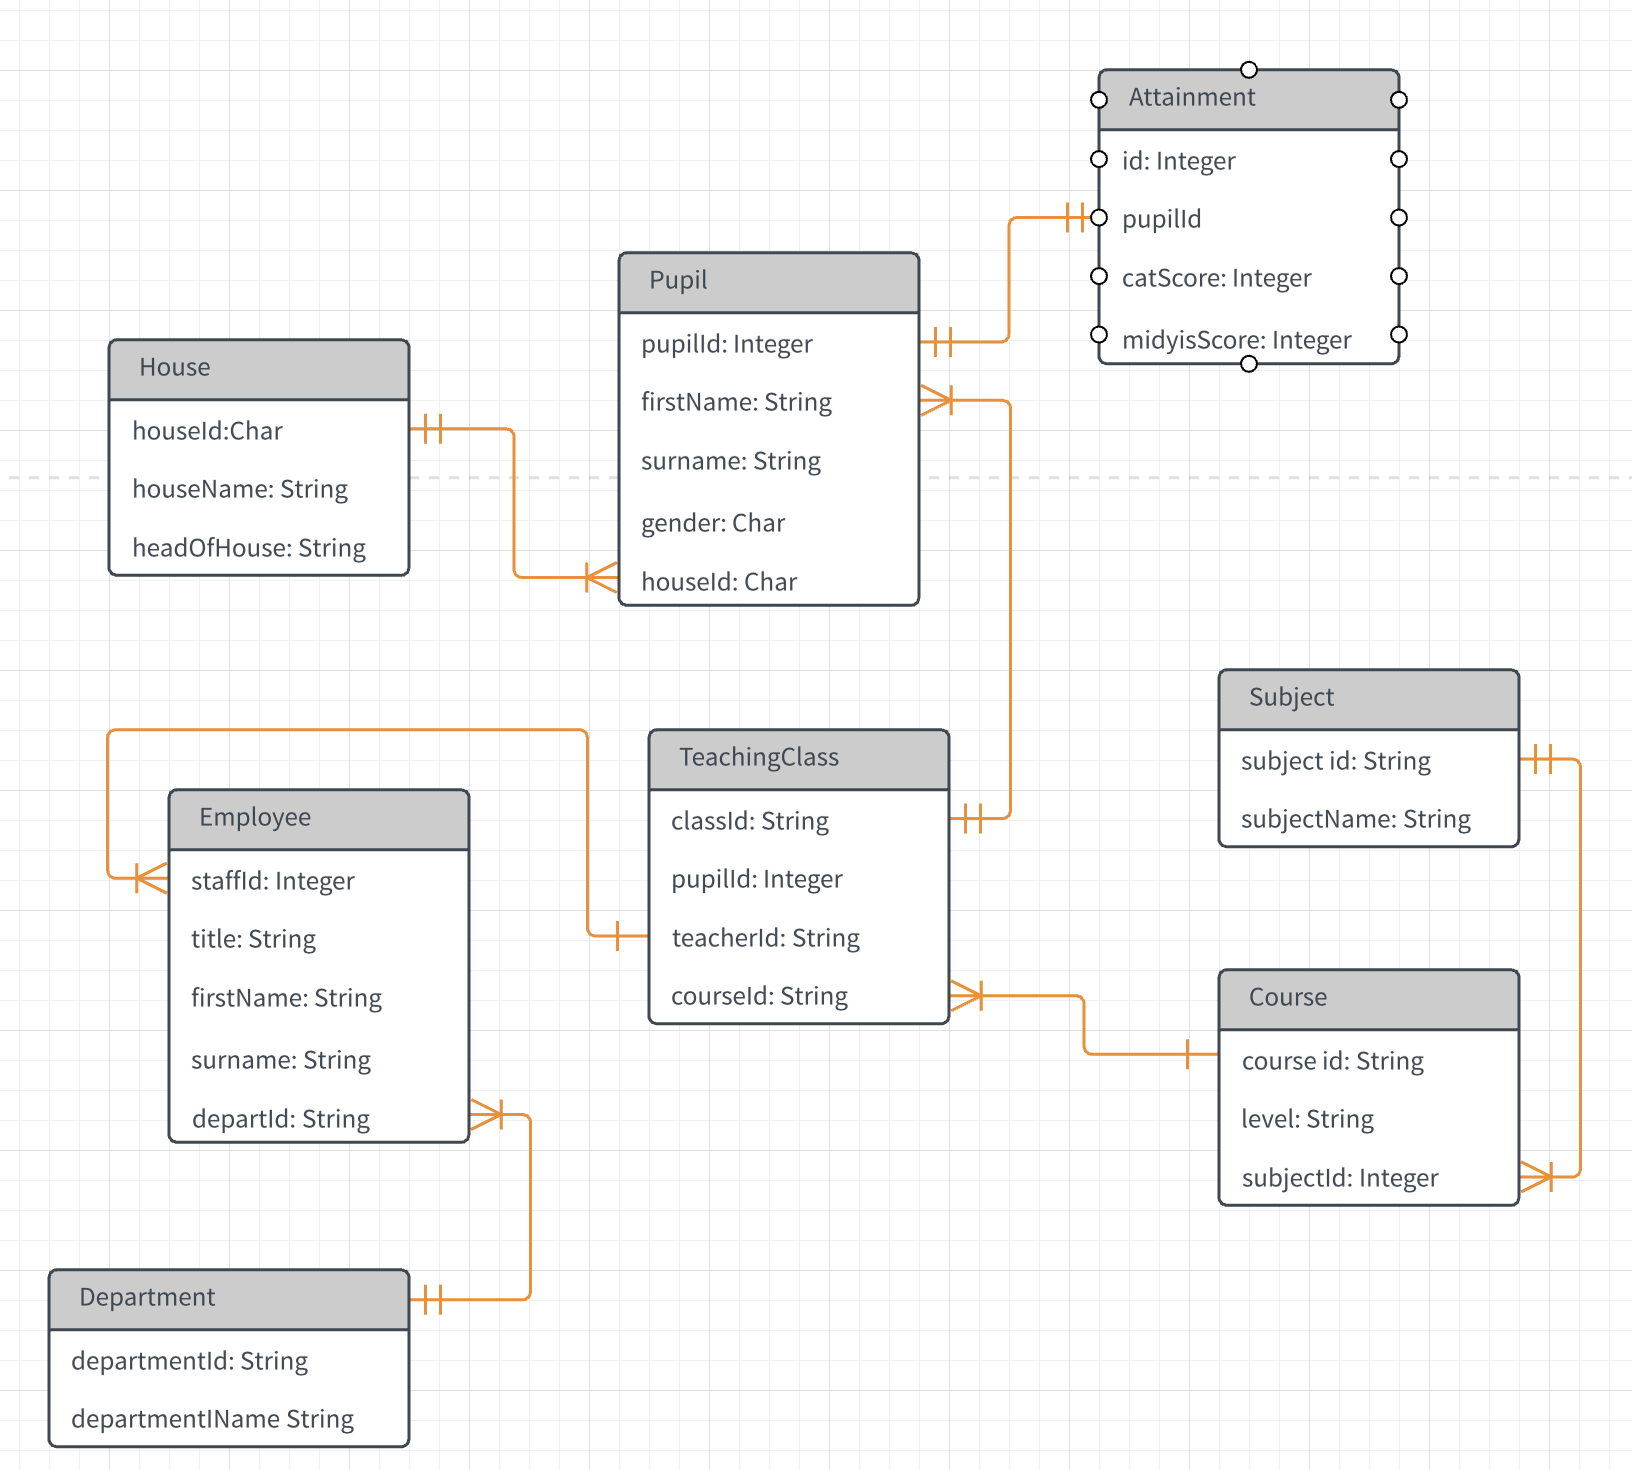 Attainment
id: Integer
pupilId
catScore: Integer
midyisScore: Integer
Pupil
pupilId: Integer
firstName: String
surname: String
gender: Char
houseId: Char
House
houseId:Char
houseName: String
headOfHouse: String
Subject
subject id: String
subjectName: String
TeachingClass
classId: String
pupilId: Integer
teacherId: String
courseId: String
Employee
staffId: Integer
title: String
firstName: String
surname: String
departId: String
Course
course id: String
level: String
subjectId: Integer
Department
departmentId: String
departmentIName String